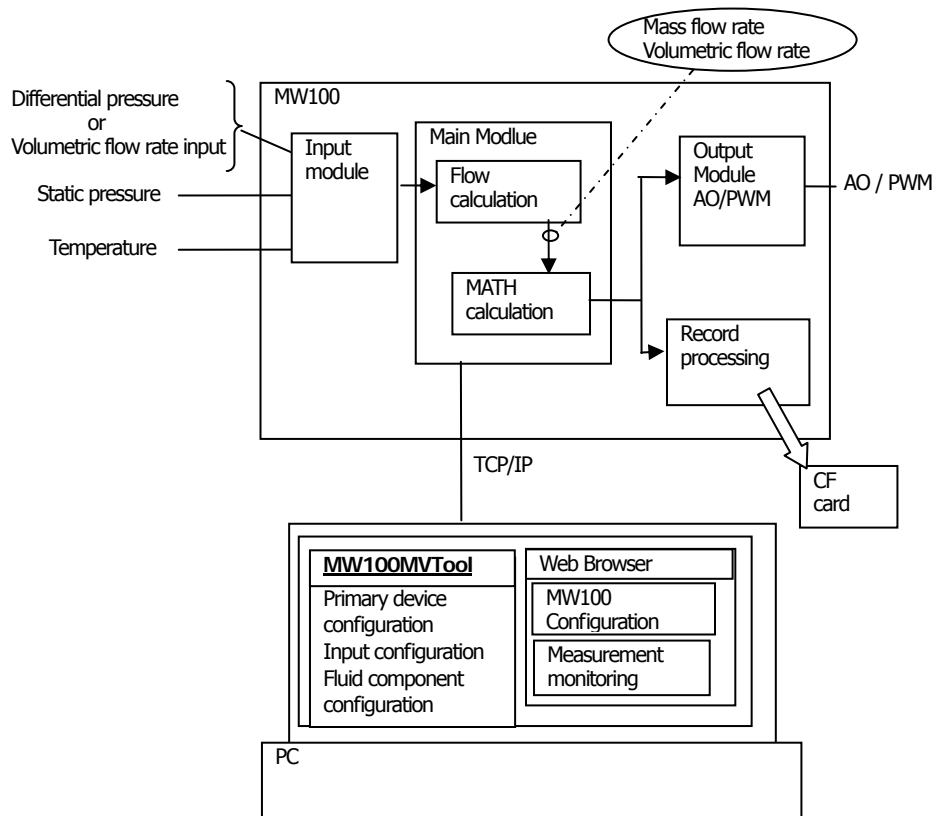 Mass flow rate
Volumetric flow rate
MW100
Differential pressure
or
Volumetric flow rate input
Static pressure
Temperature
Input
module
Main Modlue
Flow
calculation
MATH
calculation
Output
Module
AO/PWM
AO / PWM
Record
processing
TCP/IP
CF
card
MW100MVTool
Primary device
configuration
Input configuration
Fluid component
configuration
Web Browser
MW100
Configuration
Measurement
monitoring
PC